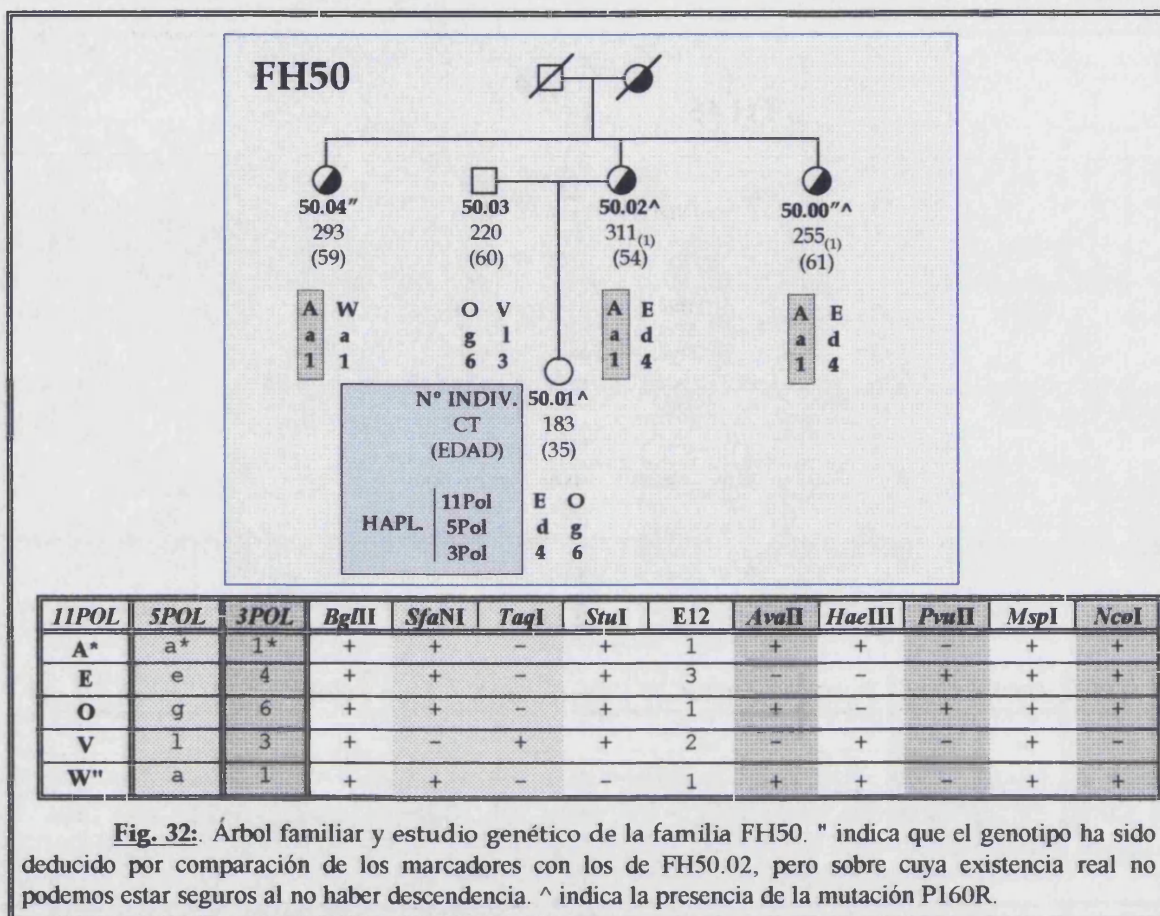 FH50
50.04" 50.03 50.02^ 50.00"^
293 220 311(1) 255(1)
(59) (60) (54) (61)
A W O V A E A E
a a g l a d a d
1 1 6 3 1 4 1 4
Nº INDIV. 50.01^
CT 183
(EDAD) (35)
11Pol E O
HAPL. 5Pol d g
3Pol 4 6
11POL 5POL 3POL BglII SfaNI TaqI StuI E12 AvaII HaeIII PvuII MspI NcoI
A* a* 1* + + - + 1 + + - + +
E e 4 + + - + 3 - - + + +
O g 6 + + - + 1 + - + + +
V l 3 + - + + 2 - + - + -
W" a 1 + + - - 1 + + - + +
Fig. 32:. Árbol familiar y estudio genético de la familia FH50. " indica que el genotipo ha sido
deducido por comparación de los marcadores con los de FH50.02, pero sobre cuya existencia real no
podemos estar seguros al no haber descendencia. ^ indica la presencia de la mutación P160R.